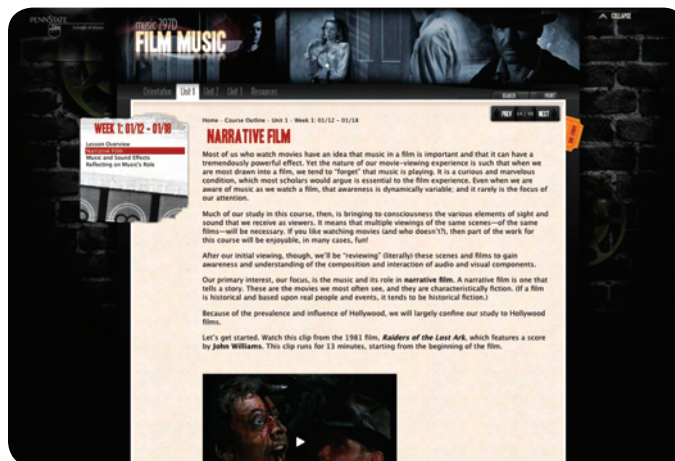 PENNSTATE
School of Music
music 297D
FILM MUSIC
COLLAPSE
Orientation Unit 1 Unit 2 Unit 3 Resources
SEARCH PRINT
WEEK 1: 01/12 - 01/18
Lesson Overview
Narrative Film
Music and Sound Effects
Reflecting on Music's Role
Home - Course Outline - Unit 1 - Week 1: 01/12 - 01/18
PREV NEXT
NARRATIVE FILM
Most of us who watch movies have an idea that music in a film is important and that it can have a
tremendously powerful effect. Yet the nature of our movie-viewing experience is such that when we
are most drawn into a film, we tend to "forget" that music is playing. It is a curious and marvelous
condition, which most scholars would argue is essential to the film experience. Even when we are
aware of music as we watch a film, that awareness is dynamically variable; and it rarely is the focus of
our attention.
Much of our study in this course, then, is bringing to consciousness the various elements of sight and
sound that we receive as viewers. It means that multiple viewings of the same scenes—of the same
films—will be necessary. If you like watching movies (and who doesn't?), then part of the work for
this course will be enjoyable, in many cases, fun!
After our initial viewing, though, we'll be "reviewing" (literally) these scenes and films to gain
awareness and understanding of the composition and interaction of audio and visual components.
Our primary interest, our focus, is the music and its role in narrative film. A narrative film is one that
tells a story. These are the movies we most often see, and they are characteristically fiction. (If a film
is historical and based upon real people and events, it tends to be historical fiction.)
Because of the prevalence and influence of Hollywood, we will largely confine our study to Hollywood
films.
Let's get started. Watch this clip from the 1981 film, Raiders of the Lost Ark, which features a score
by John Williams. This clip runs for 13 minutes, starting from the beginning of the film.